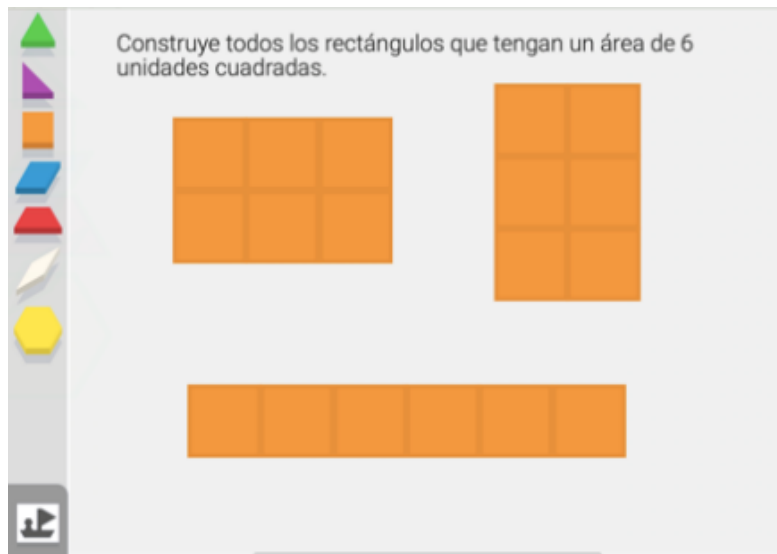 Construye todos los rectángulos que tengan un área de 6
unidades cuadradas.